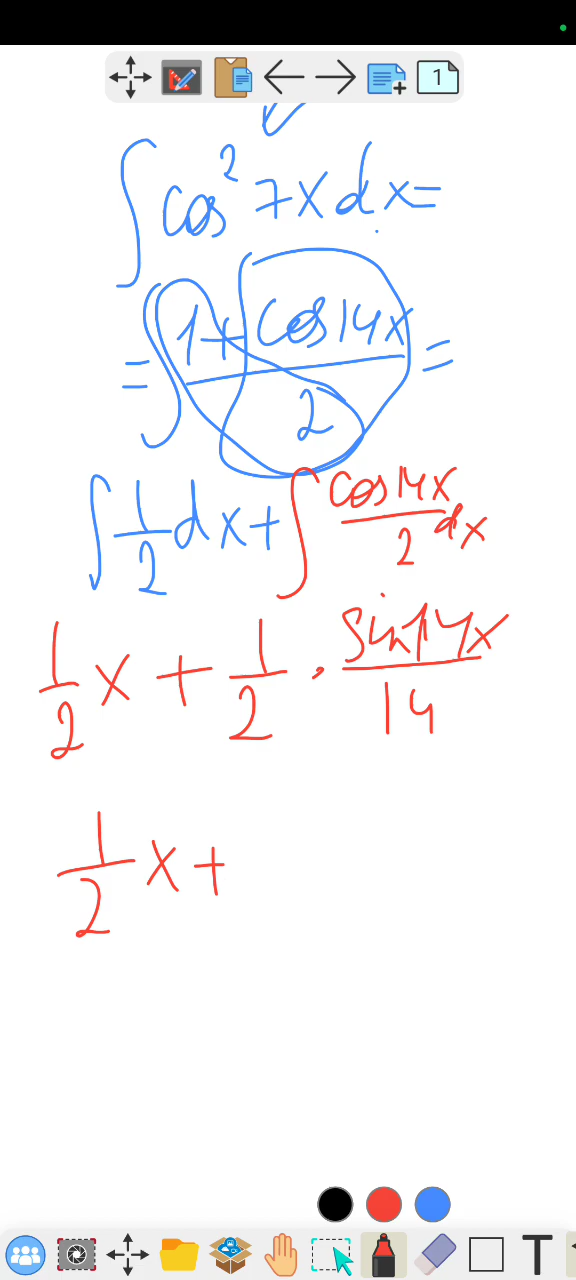 1
∫ cos² 7x dx =
= ∫ (1 + cos 14x)/2 =
∫ 1/2 dx + ∫ (cos 14x)/2 dx
1/2 x + 1/2 · (sin 14x)/14
1/2 x +
T